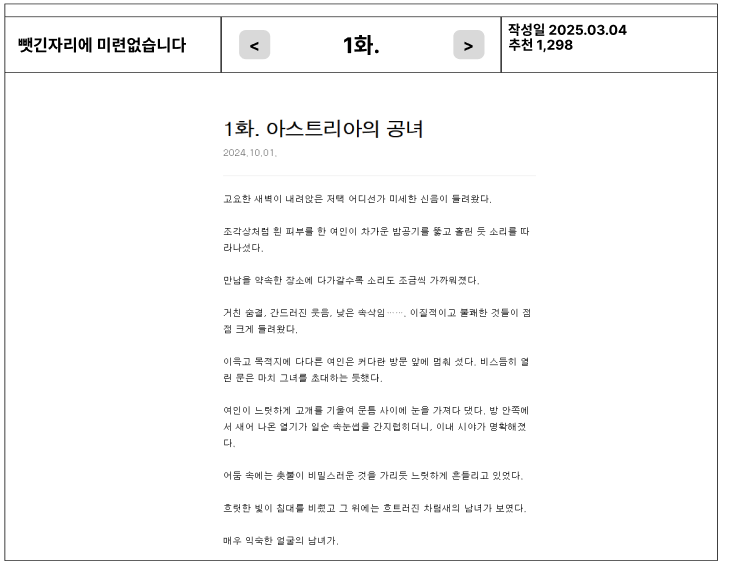 뺏긴자리에 미련없습니다
<
1화.
>
작성일 2025.03.04
추천 1,298
1화. 아스트리아의 공녀
2024.10.01.
고요한 새벽이 내려앉은 저택 어디선가 미세한 신음이 들려왔다.
조각상처럼 흰 피부를 한 여인이 차가운 밤공기를 뚫고 홀린 듯 소리를 따
라나섰다.
만남을 약속한 장소에 다가갈수록 소리도 조금씩 가까워졌다.
거친 숨결, 간드러진 웃음, 낮은 속삭임……. 이질적이고 불쾌한 것들이 점
점 크게 들려왔다.
이윽고 목적지에 다다른 여인은 커다란 방문 앞에 멈춰 섰다. 비스듬히 열
린 문은 마치 그녀를 초대하는 듯했다.
여인이 느릿하게 고개를 기울여 문틈 사이에 눈을 가져다 댔다. 방 안쪽에
서 새어 나온 열기가 일순 속눈썹을 간지럽히더니, 이내 시야가 명확해졌
다.
어둠 속에는 촛불이 비밀스러운 것을 가리듯 느릿하게 흔들리고 있었다.
흐릿한 빛이 침대를 비췄고 그 위에는 흐트러진 차림새의 남녀가 보였다.
매우 익숙한 얼굴의 남녀가.